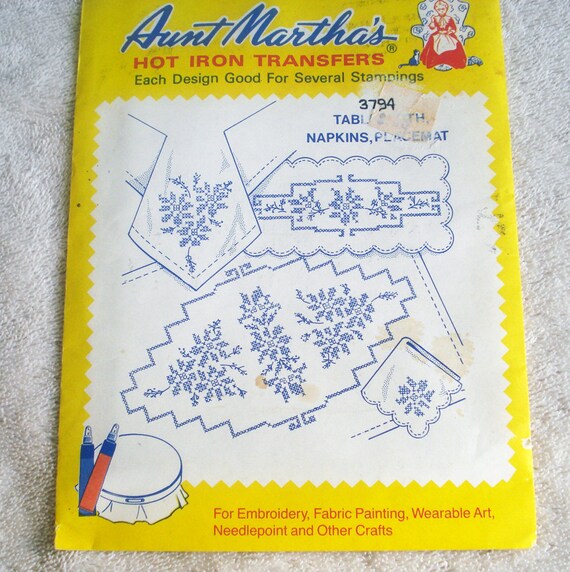 Aunt Martha's®
HOT IRON TRANSFERS
Each Design Good For Several Stampings
3794
NAPKINS, PLACEMAT
For Embroidery, Fabric Painting, Wearable Art,
Needlepoint and Other Crafts